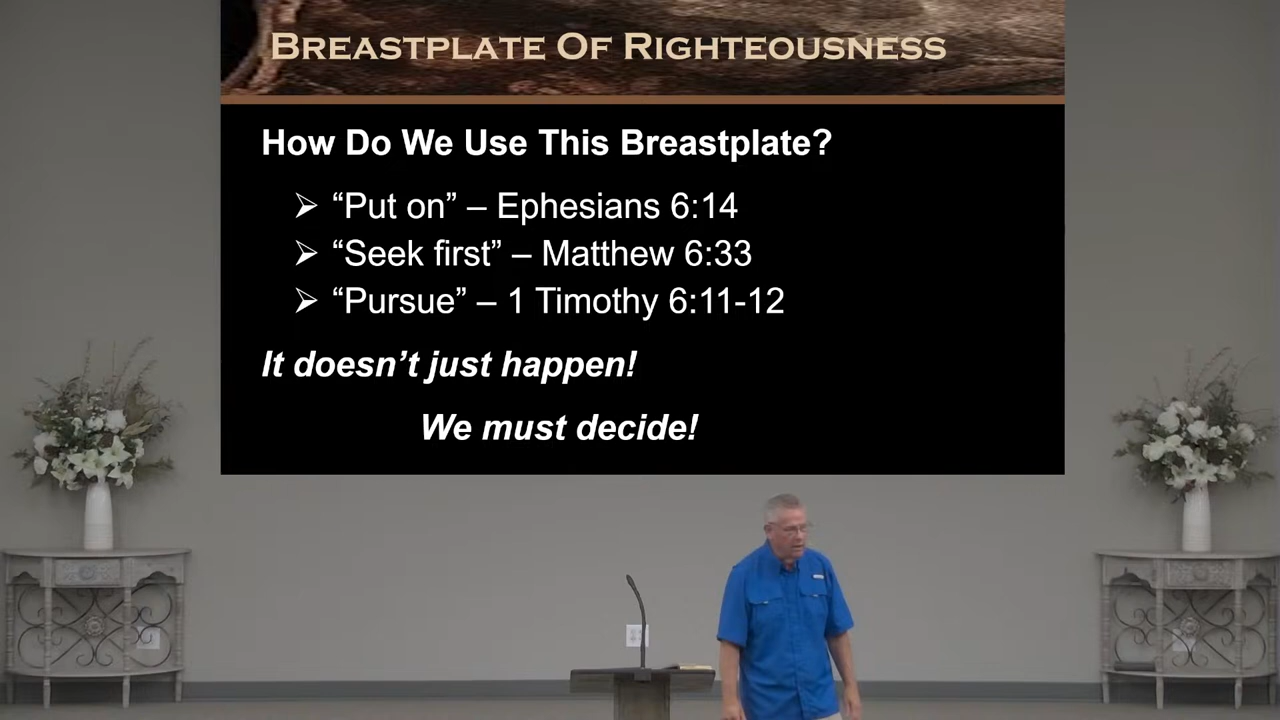 BREASTPLATE OF RIGHTEOUSNESS
How Do We Use This Breastplate?
➢ “Put on” – Ephesians 6:14
➢ “Seek first” – Matthew 6:33
➢ “Pursue” – 1 Timothy 6:11-12
It doesn’t just happen!
We must decide!